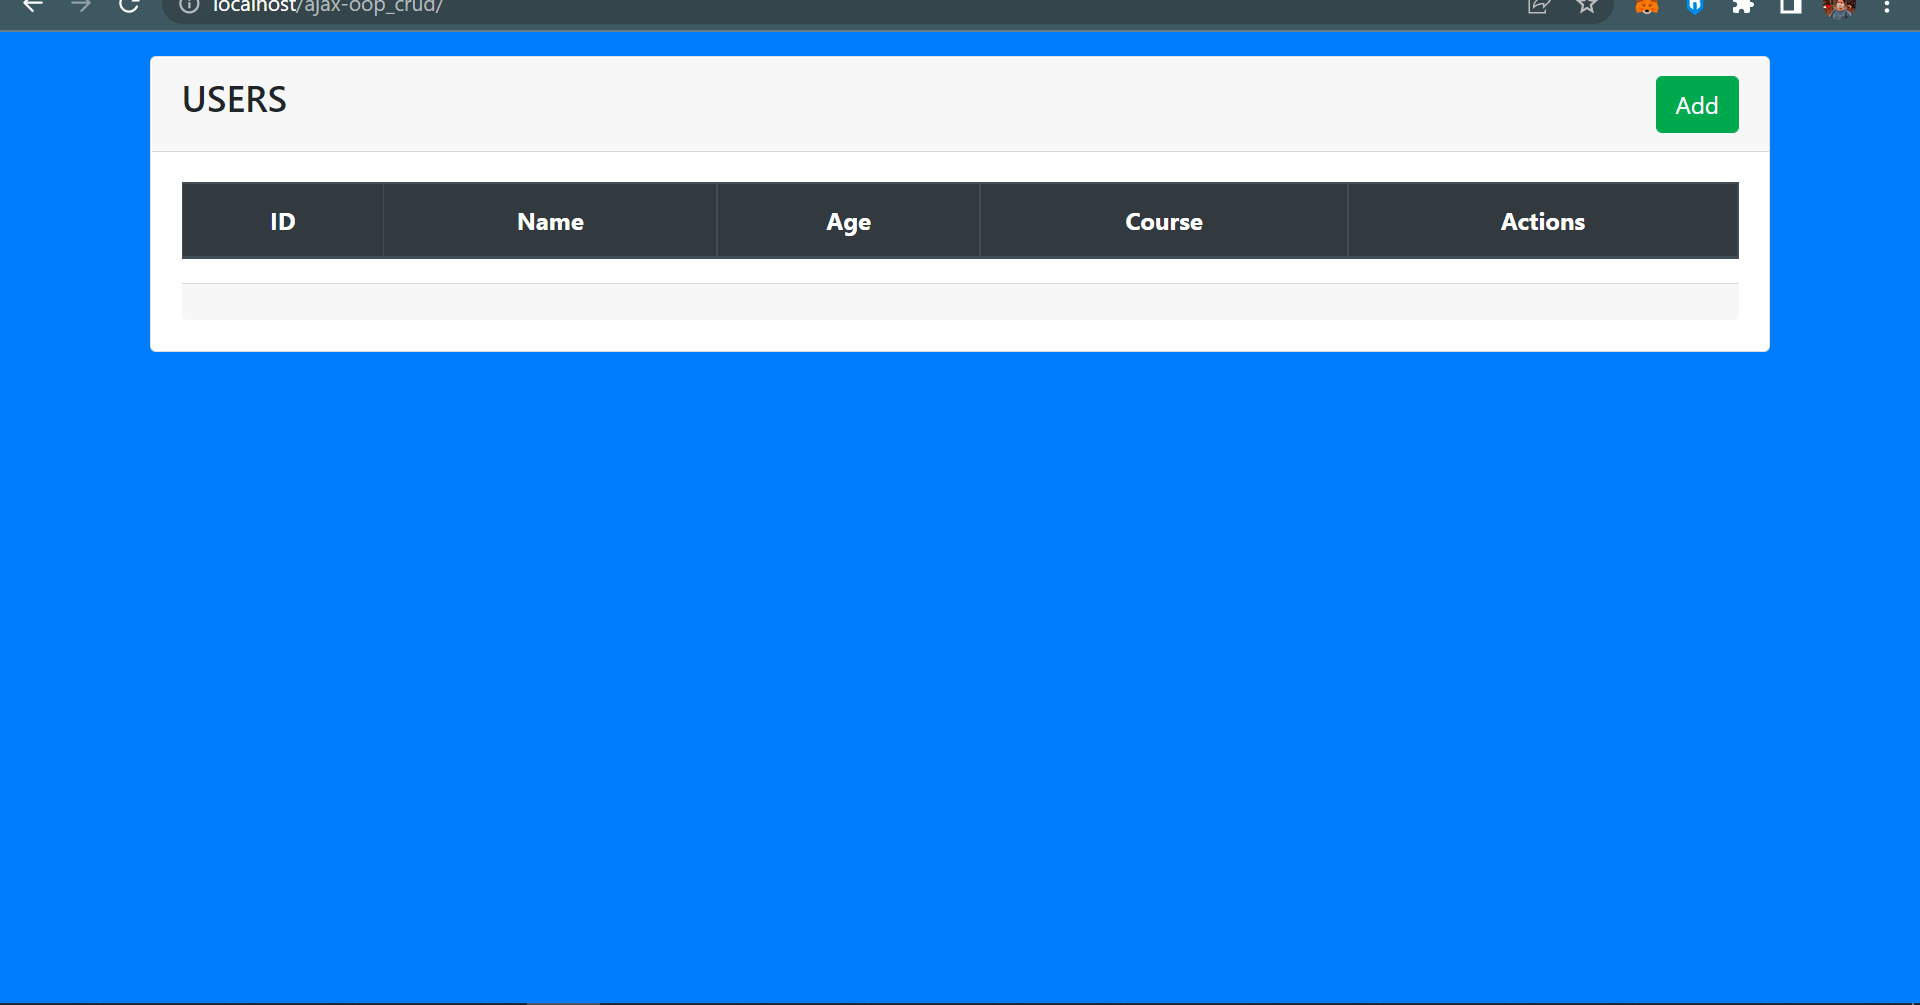 localhost/ajax-oop_crud/
USERS
Add
ID Name Age Course Actions